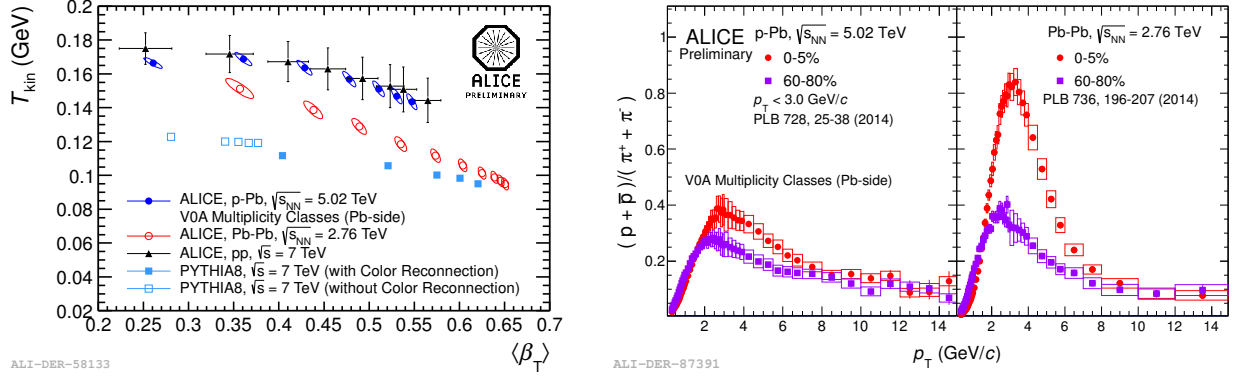 T_kin (GeV)
0.18
0.16
0.14
0.12
0.1
0.08
0.06
0.04
0.02
0.2 0.25 0.3 0.35 0.4 0.45 0.5 0.55 0.6 0.65 0.7
⟨β_T⟩
ALICE
PRELIMINARY
ALICE, p-Pb, √s_NN = 5.02 TeV
V0A Multiplicity Classes (Pb-side)
ALICE, Pb-Pb, √s_NN = 2.76 TeV
ALICE, pp, √s = 7 TeV
PYTHIA8, √s = 7 TeV (with Color Reconnection)
PYTHIA8, √s = 7 TeV (without Color Reconnection)
ALI-DER-58133
(p + p̅)/(π⁺ + π⁻)
1
0.8
0.6
0.4
0.2
ALICE p-Pb, √s_NN = 5.02 TeV
Preliminary
0-5%
60-80%
p_T < 3.0 GeV/c
PLB 728, 25-38 (2014)
V0A Multiplicity Classes (Pb-side)
2 4 6 8 10 12 14
Pb-Pb, √s_NN = 2.76 TeV
0-5%
60-80%
PLB 736, 196-207 (2014)
2 4 6 8 10 12 14
p_T (GeV/c)
ALI-DER-87391